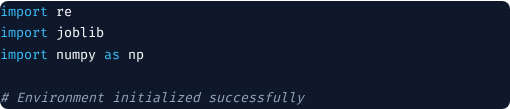 import re
import joblib
import numpy as np
# Environment initialized successfully